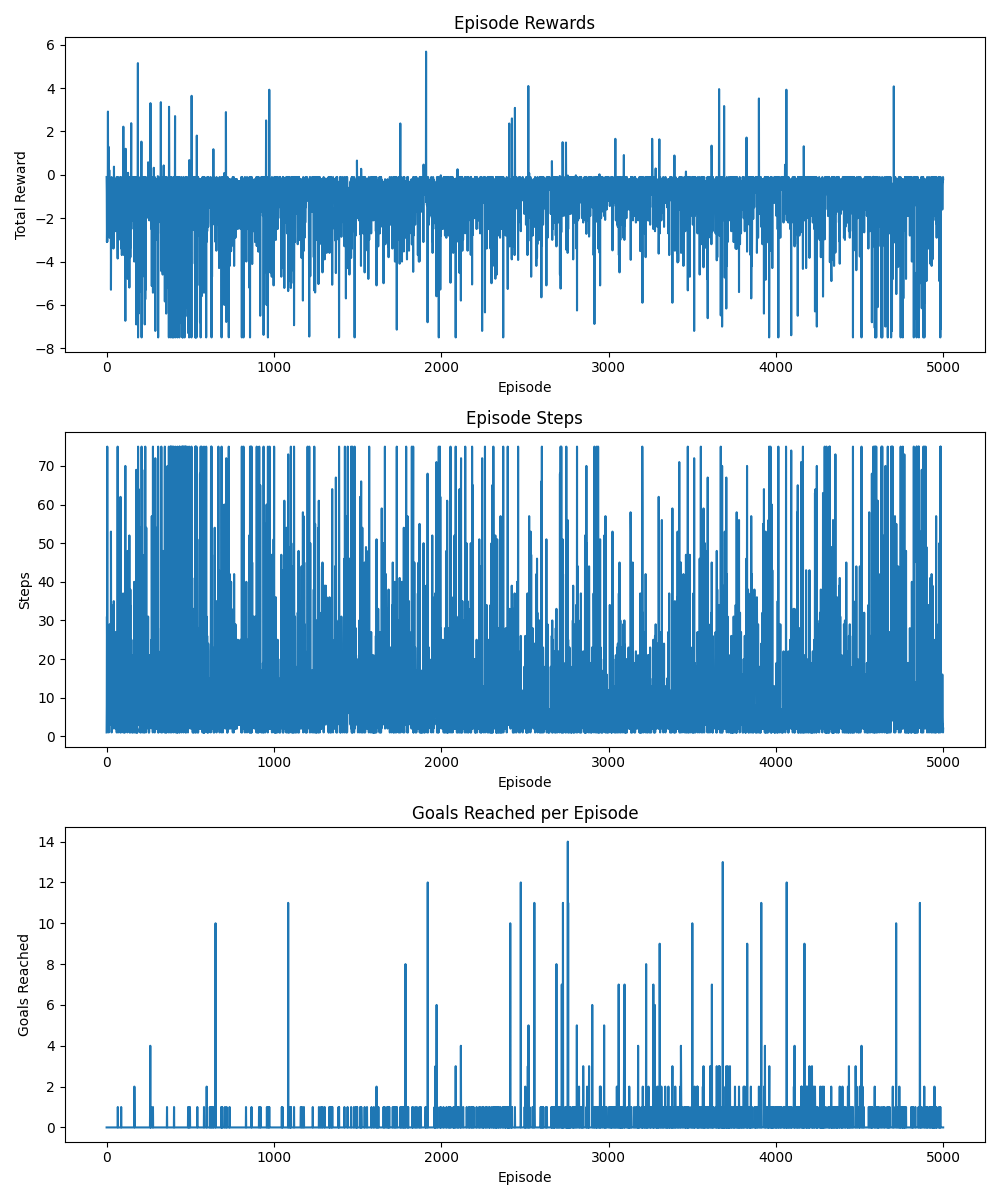 Episode Rewards
6
4
2
0
−2
−4
−6
−8
Total Reward
0 1000 2000 3000 4000 5000
Episode
Episode Steps
70
60
50
40
30
20
10
0
Steps
0 1000 2000 3000 4000 5000
Episode
Goals Reached per Episode
14
12
10
8
6
4
2
0
Goals Reached
0 1000 2000 3000 4000 5000
Episode